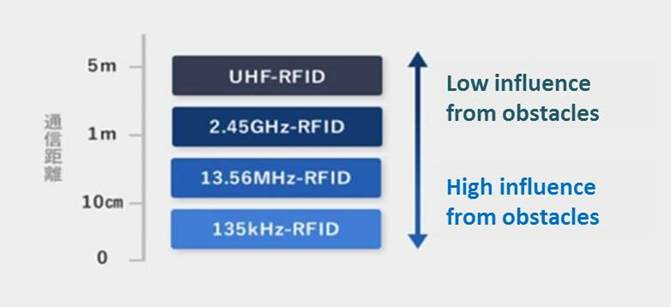 5m
1m
10cm
0
通信距離
UHF-RFID
2.45GHz-RFID
13.56MHz-RFID
135kHz-RFID
Low influence
from obstacles
High influence
from obstacles